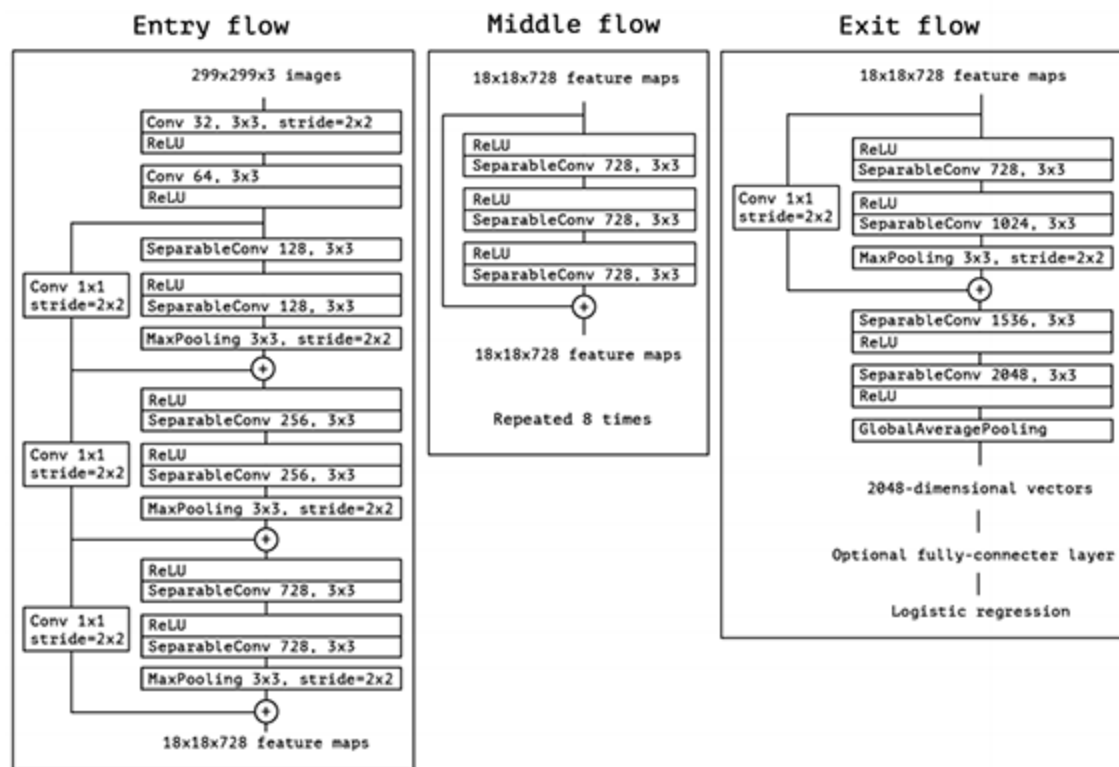 Entry flow
299x299x3 images
Conv 32, 3x3, stride=2x2
ReLU
Conv 64, 3x3
ReLU
SeparableConv 128, 3x3
Conv 1x1
stride=2x2
ReLU
SeparableConv 128, 3x3
MaxPooling 3x3, stride=2x2
+
ReLU
SeparableConv 256, 3x3
Conv 1x1
stride=2x2
ReLU
SeparableConv 256, 3x3
MaxPooling 3x3, stride=2x2
+
ReLU
SeparableConv 728, 3x3
Conv 1x1
stride=2x2
ReLU
SeparableConv 728, 3x3
MaxPooling 3x3, stride=2x2
+
18x18x728 feature maps
Middle flow
18x18x728 feature maps
ReLU
SeparableConv 728, 3x3
ReLU
SeparableConv 728, 3x3
ReLU
SeparableConv 728, 3x3
+
18x18x728 feature maps
Repeated 8 times
Exit flow
18x18x728 feature maps
ReLU
SeparableConv 728, 3x3
Conv 1x1
stride=2x2
ReLU
SeparableConv 1024, 3x3
MaxPooling 3x3, stride=2x2
+
SeparableConv 1536, 3x3
ReLU
SeparableConv 2048, 3x3
ReLU
GlobalAveragePooling
2048-dimensional vectors
Optional fully-connecter layer
Logistic regression